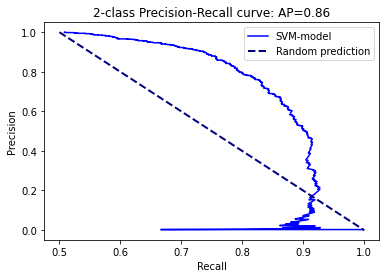 2-class Precision-Recall curve: AP=0.86
SVM-model
Random prediction
Precision
1.0
0.8
0.6
0.4
0.2
0.0
0.5 0.6 0.7 0.8 0.9 1.0
Recall